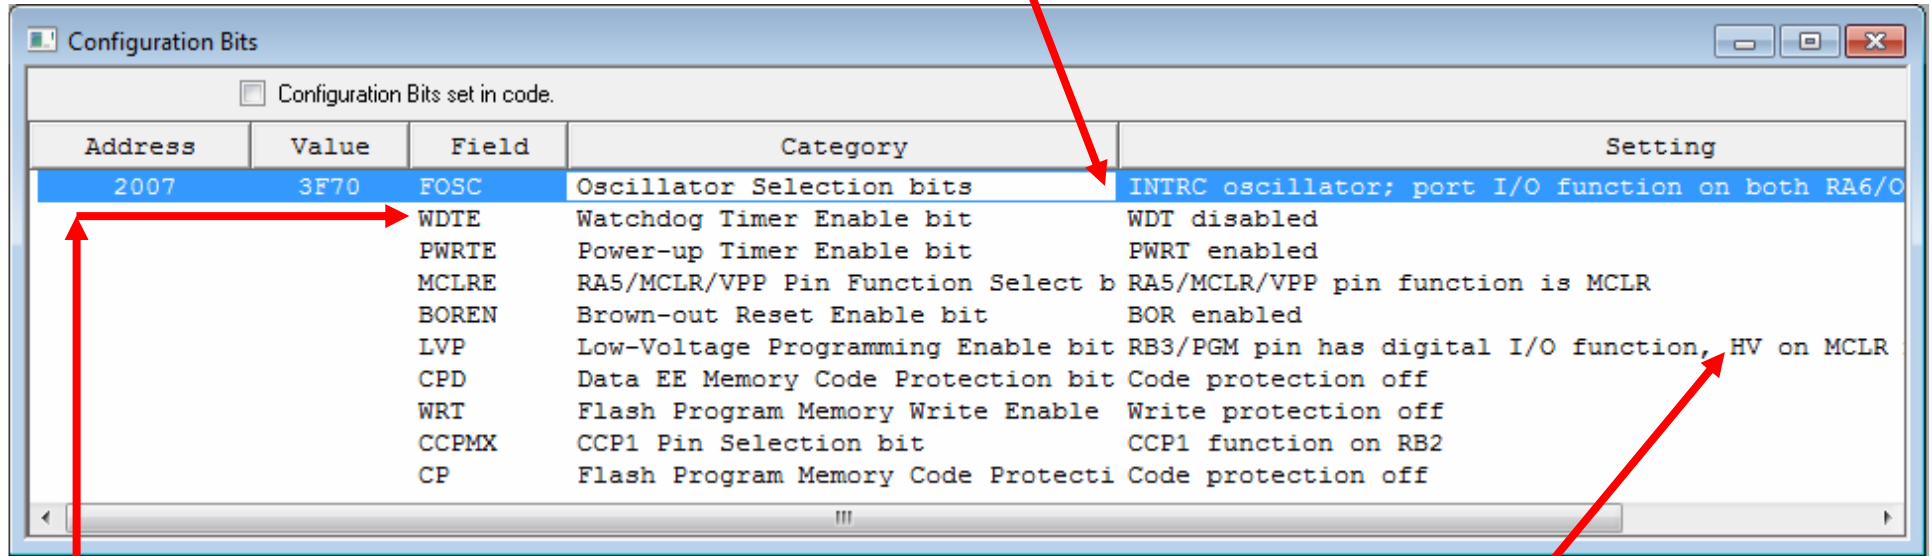 Configuration Bits
Configuration Bits set in code.
Address Value Field Category Setting
2007 3F70 FOSC Oscillator Selection bits INTRC oscillator; port I/O function on both RA6/O
WDTE Watchdog Timer Enable bit WDT disabled
PWRTE Power-up Timer Enable bit PWRT enabled
MCLRE RA5/MCLR/VPP Pin Function Select b RA5/MCLR/VPP pin function is MCLR
BOREN Brown-out Reset Enable bit BOR enabled
LVP Low-Voltage Programming Enable bit RB3/PGM pin has digital I/O function, HV on MCLR
CPD Data EE Memory Code Protection bit Code protection off
WRT Flash Program Memory Write Enable Write protection off
CCPMX CCP1 Pin Selection bit CCP1 function on RB2
CP Flash Program Memory Code Protecti Code protection off